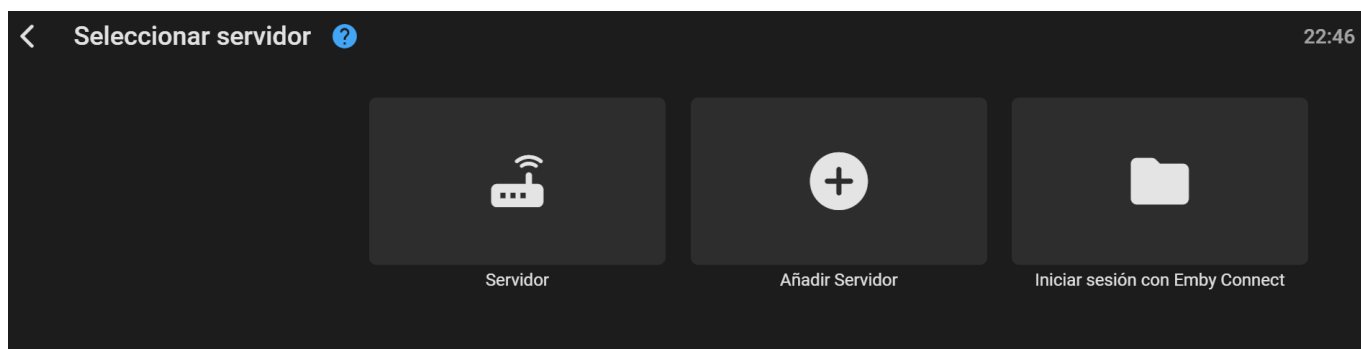 Seleccionar servidor ?
22:46
Servidor
Añadir Servidor
Iniciar sesión con Emby Connect